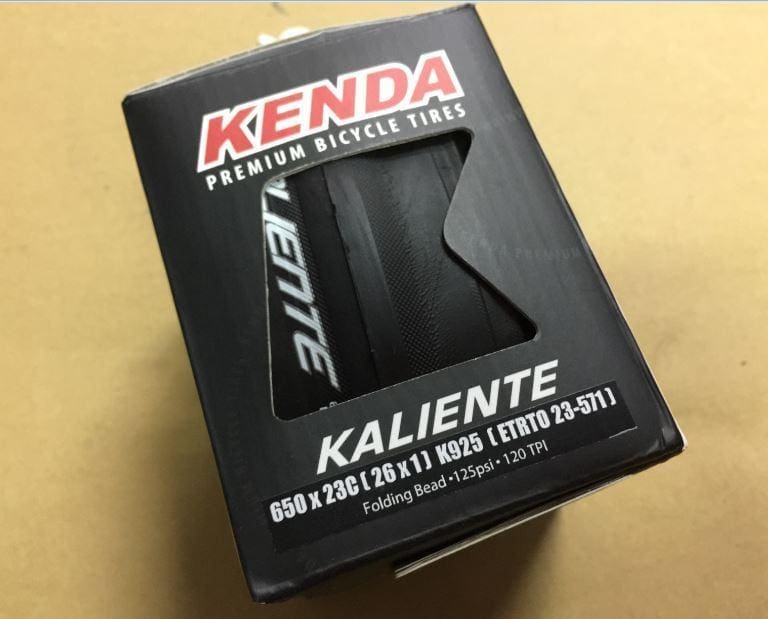 KENDA
PREMIUM BICYCLE TIRES
LIENTE
KALIENTE
650 x 23C ( 26 x 1 ) K925 ( ETRTO 23-571 )
Folding Bead • 125psi • 120 TPI